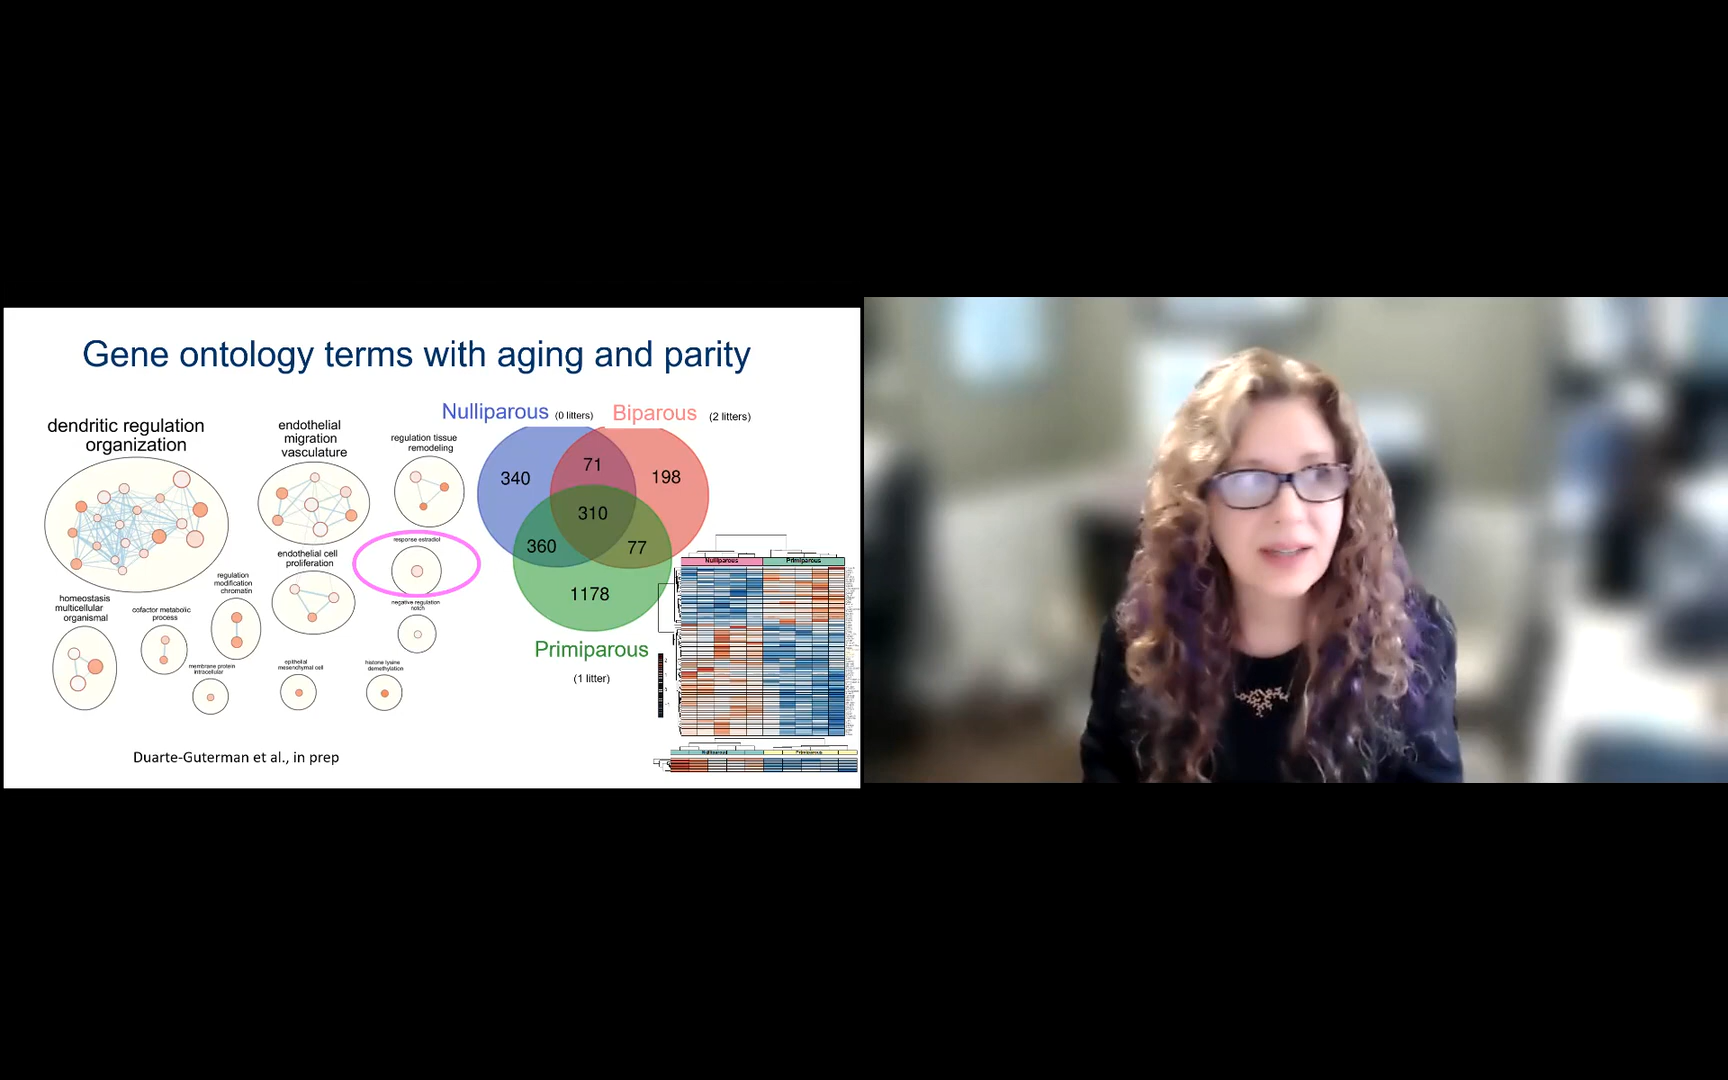 Gene ontology terms with aging and parity
dendritic regulation
organization
endothelial
migration
vasculature
regulation tissue
remodeling
response estradiol
endothelial cell
proliferation
regulation
modification
chromatin
negative regulation
notch
homeostasis
multicellular
organismal
cofactor metabolic
process
membrane protein
intracellular
epithelial
mesenchymal cell
histone lysine
demethylation
Nulliparous (0 litters)
Biparous (2 litters)
340
71
198
310
360
77
1178
Primiparous
(1 litter)
Nulliparous
Primiparous
Nulliparous
Primiparous
Duarte-Guterman et al., in prep